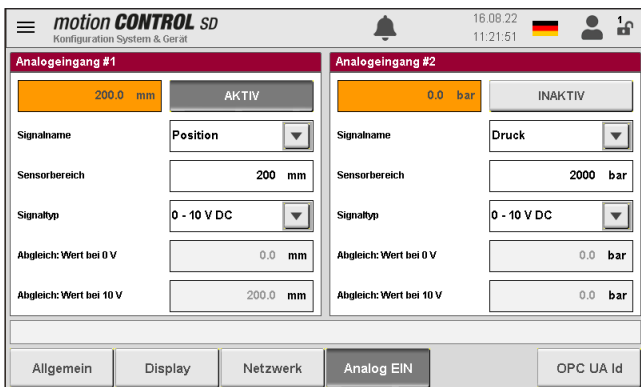 motion CONTROL SD
Konfiguration System & Gerät
16.08.22
11:21:51
1
Analogeingang #1
200.0 mm AKTIV
Signalname Position
Sensorbereich 200 mm
Signaltyp 0 - 10 V DC
Abgleich: Wert bei 0 V 0.0 mm
Abgleich: Wert bei 10 V 200.0 mm
Analogeingang #2
0.0 bar INAKTIV
Signalname Druck
Sensorbereich 2000 bar
Signaltyp 0 - 10 V DC
Abgleich: Wert bei 0 V 0.0 bar
Abgleich: Wert bei 10 V 0.0 bar
Allgemein Display Netzwerk Analog EIN OPC UA Id